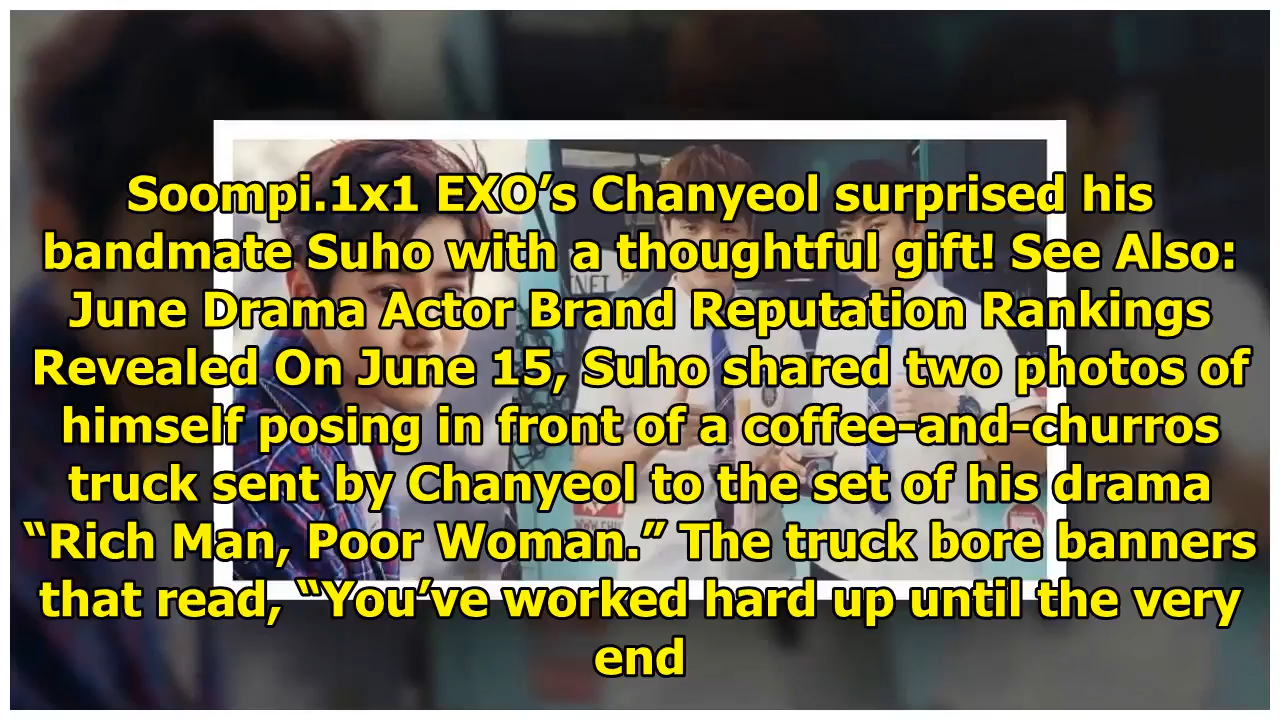 Soompi.1x1 EXO’s Chanyeol surprised his
bandmate Suho with a thoughtful gift! See Also:
June Drama Actor Brand Reputation Rankings
Revealed On June 15, Suho shared two photos of
himself posing in front of a coffee-and-churros
truck sent by Chanyeol to the set of his drama
“Rich Man, Poor Woman.” The truck bore banners
that read, “You’ve worked hard up until the very
end